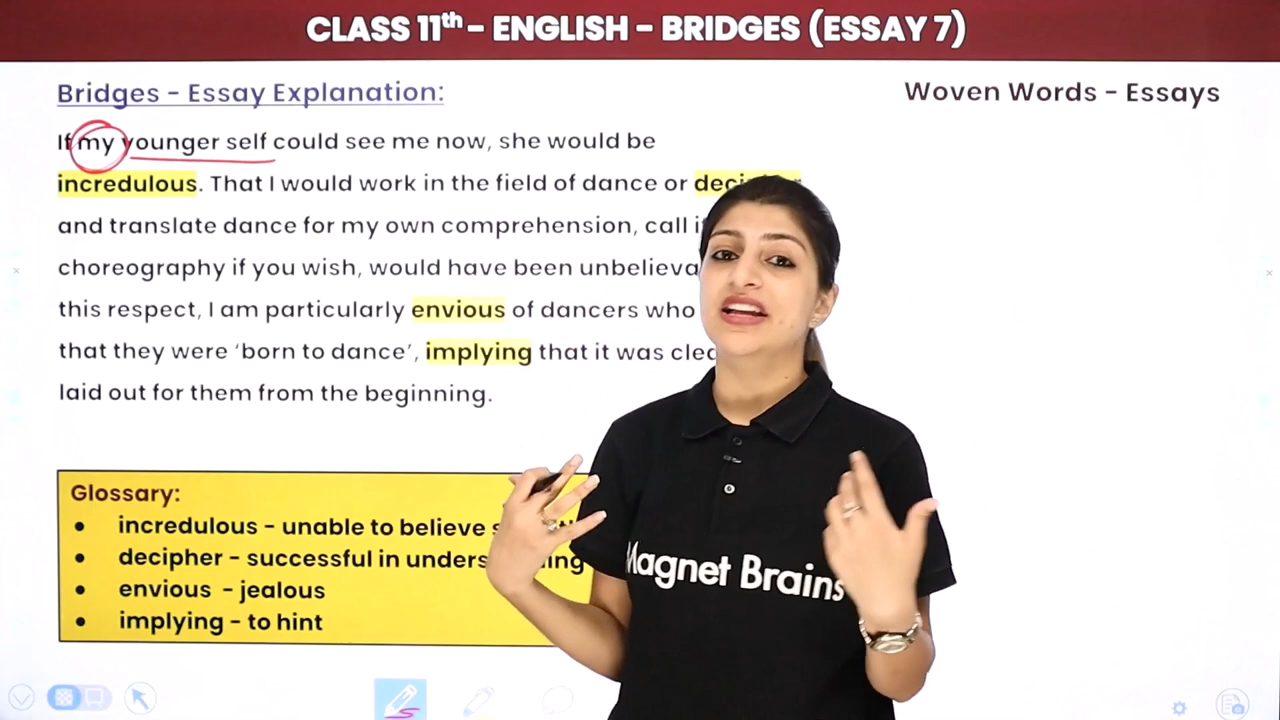 CLASS 11th - ENGLISH - BRIDGES (ESSAY 7)
Bridges - Essay Explanation:
Woven Words - Essays
If my younger self could see me now, she would be
incredulous. That I would work in the field of dance or
and translate dance for my own comprehension, call
choreography if you wish, would have been
this respect, I am particularly envious of dancers who
that they were 'born to dance', implying that it was
laid out for them from the beginning.
Glossary:
• incredulous - unable to believe
• decipher - successful in
• envious - jealous
• implying - to hint
Magnet Brains